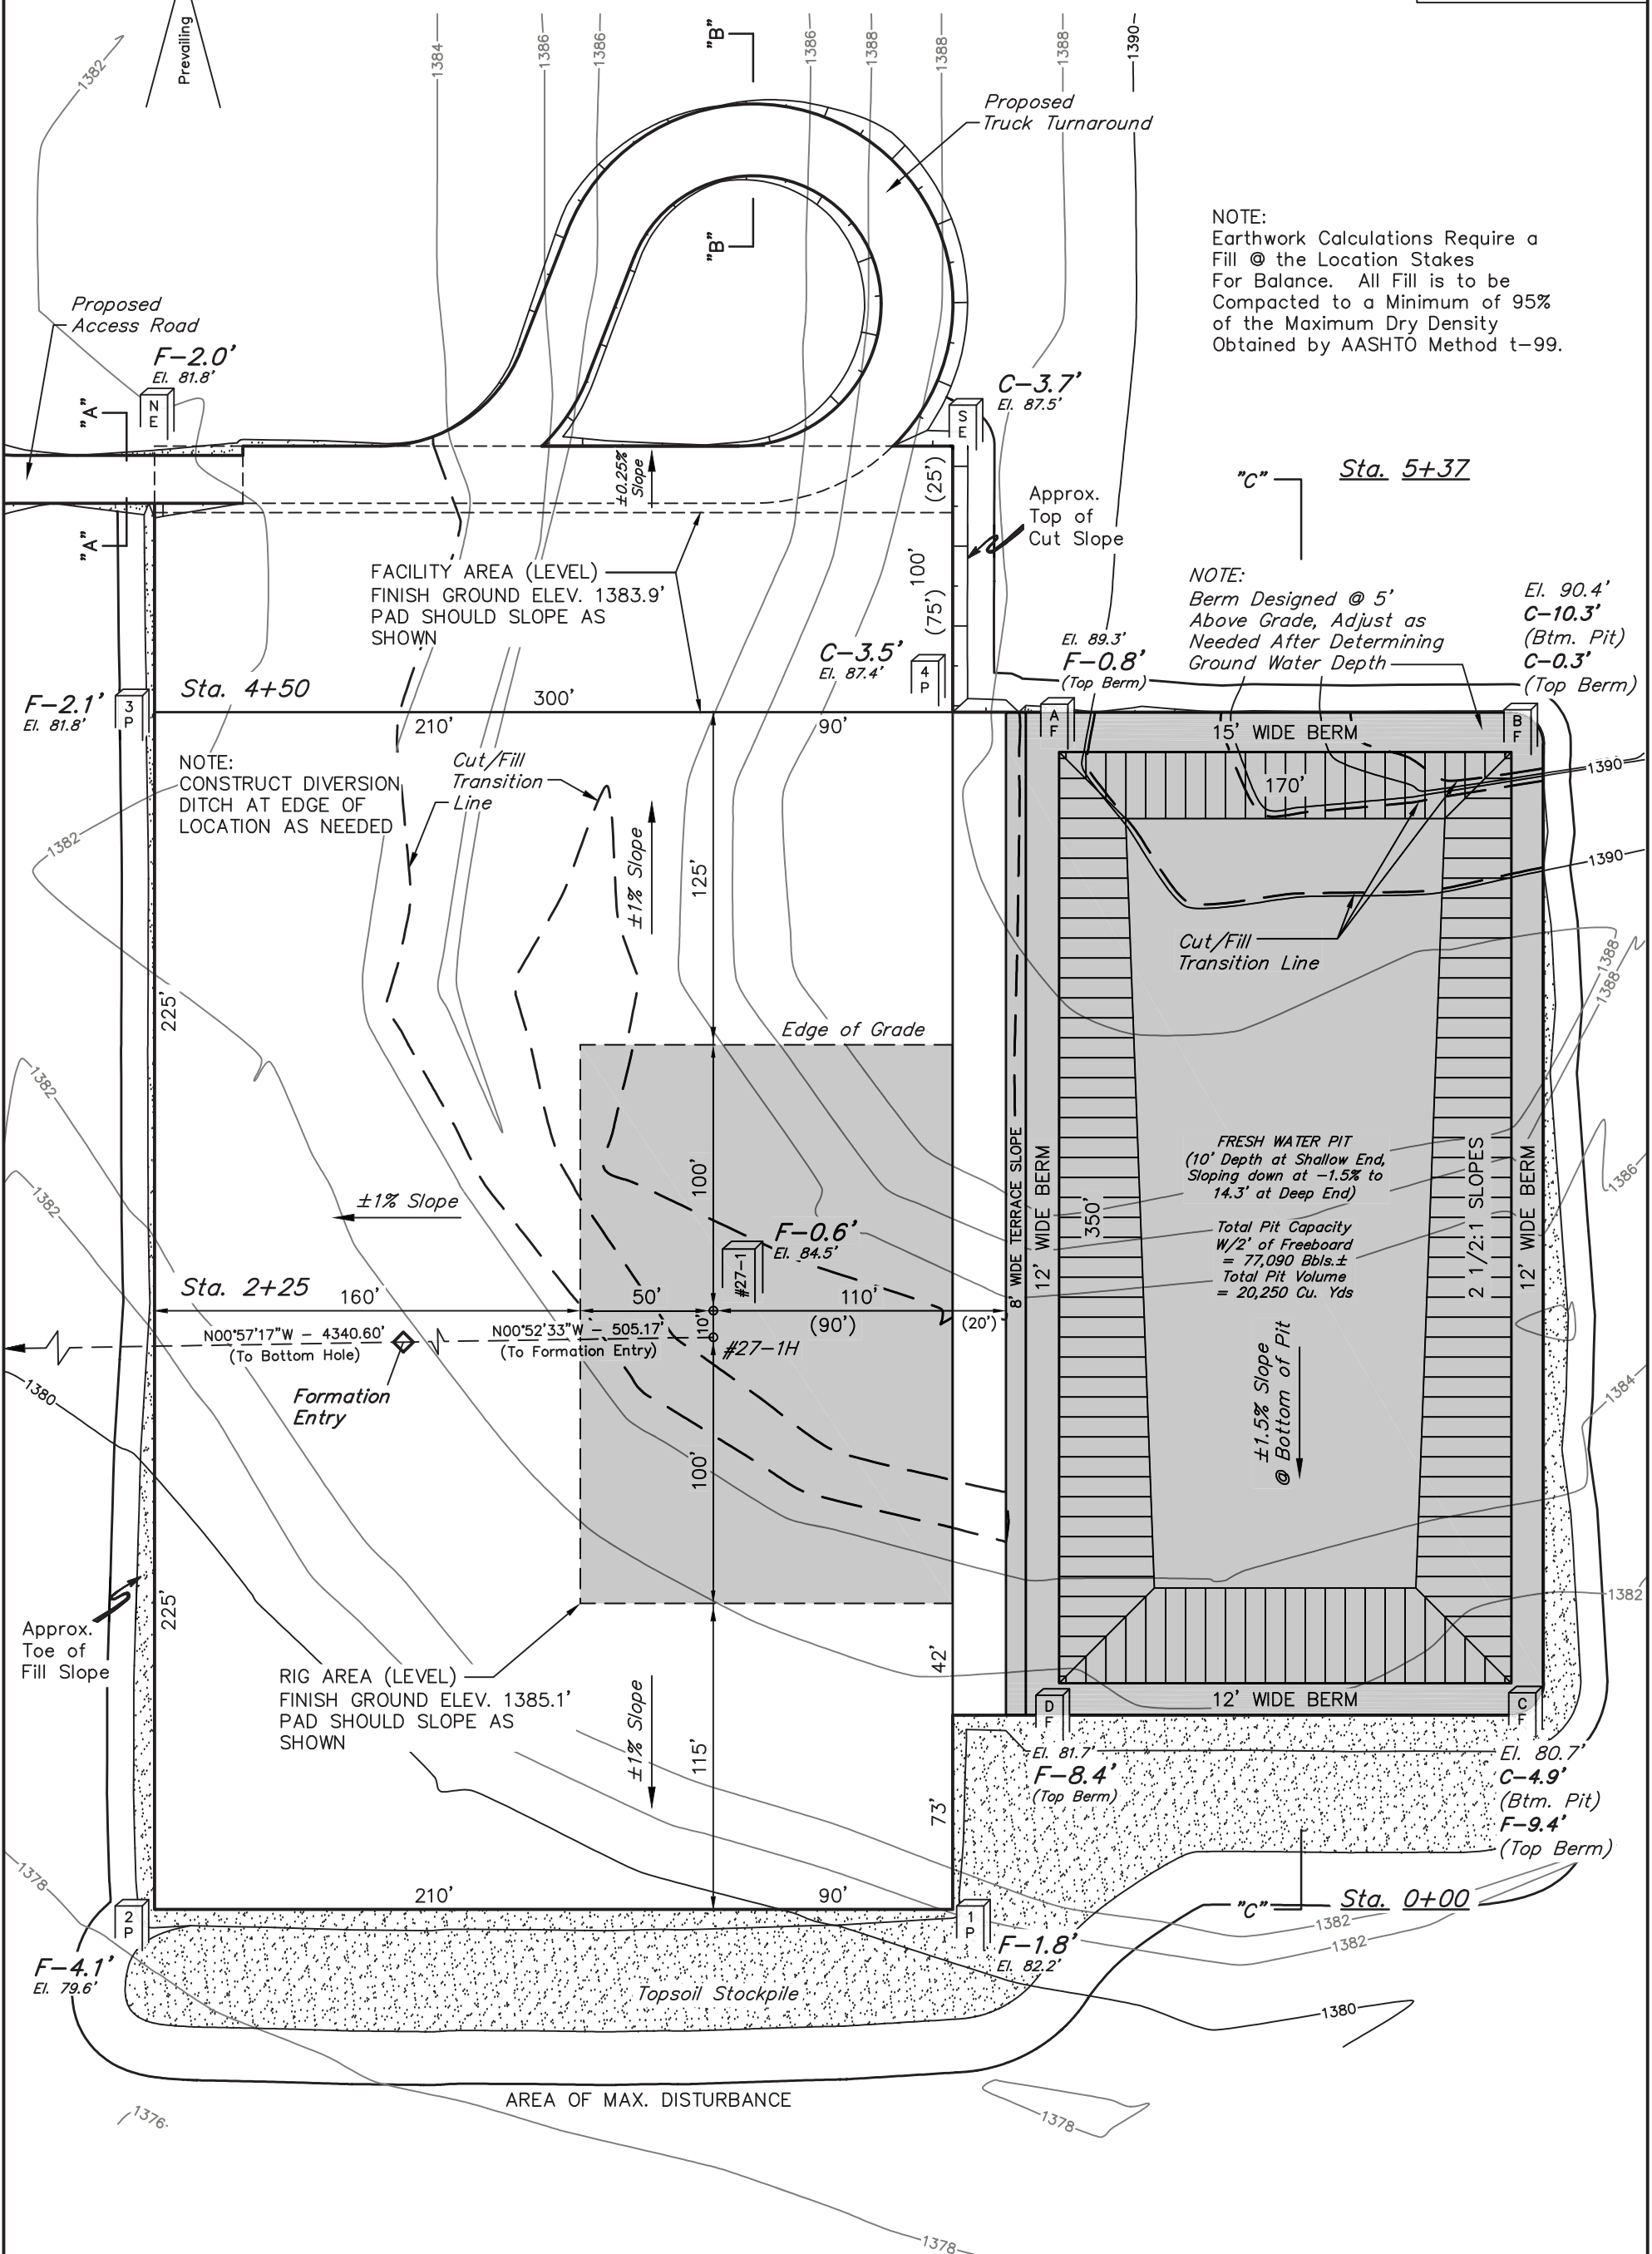 Prevailing
1382
1384
1386
1386
"B"
1386
1388
1388
1388
1390
Proposed
Truck Turnaround
"B"
NOTE:
Earthwork Calculations Require a
Fill @ the Location Stakes
For Balance. All Fill is to be
Compacted to a Minimum of 95%
of the Maximum Dry Density
Obtained by AASHTO Method t-99.
Proposed
Access Road
F-2.0'
El. 81.8'
N
E
"A"
"A"
C-3.7'
El. 87.5'
S
E
±0.25%
Slope
(25')
100'
(75')
Approx.
Top of
Cut Slope
"C"
Sta. 5+37
FACILITY AREA (LEVEL)
FINISH GROUND ELEV. 1383.9'
PAD SHOULD SLOPE AS
SHOWN
NOTE:
Berm Designed @ 5'
Above Grade, Adjust as
Needed After Determining
Ground Water Depth
El. 90.4'
C-10.3'
(Btm. Pit)
C-0.3'
(Top Berm)
El. 89.3'
F-0.8'
(Top Berm)
C-3.5'
El. 87.4'
4
P
F-2.1'
El. 81.8'
3
P
Sta. 4+50
300'
210'
90'
A
F
15' WIDE BERM
B
F
170'
1390
1390
NOTE:
CONSTRUCT DIVERSION
DITCH AT EDGE OF
LOCATION AS NEEDED
Cut/Fill
Transition
Line
1382
±1% Slope
125'
Cut/Fill
Transition Line
1388
1388
225'
Edge of Grade
1382
1382
±1% Slope
100'
8' WIDE TERRACE SLOPE
12' WIDE BERM
350'
FRESH WATER PIT
(10' Depth at Shallow End,
Sloping down at -1.5% to
14.3' at Deep End)
Total Pit Capacity
W/2' of Freeboard
= 77,090 Bbls.±
Total Pit Volume
= 20,250 Cu. Yds
2 1/2:1 SLOPES
12' WIDE BERM
1386
F-0.6'
El. 84.5'
#27-1
Sta. 2+25
160'
50'
110'
(90')
(20')
10'
N00°57'17"W - 4340.60'
(To Bottom Hole)
N00°52'33"W - 505.17'
(To Formation Entry)
#27-1H
Formation
Entry
1380
±1.5% Slope
@ Bottom of Pit
1384
100'
1382
225'
Approx.
Toe of
Fill Slope
RIG AREA (LEVEL)
FINISH GROUND ELEV. 1385.1'
PAD SHOULD SLOPE AS
SHOWN
±1% Slope
115'
42'
73'
12' WIDE BERM
D
F
C
F
El. 81.7'
F-8.4'
(Top Berm)
El. 80.7'
C-4.9'
(Btm. Pit)
F-9.4'
(Top Berm)
1378
210'
90'
"C"
Sta. 0+00
1382
1382
2
P
1
P
F-4.1'
El. 79.6'
F-1.8'
El. 82.2'
Topsoil Stockpile
1380
AREA OF MAX. DISTURBANCE
1376
1378
1378